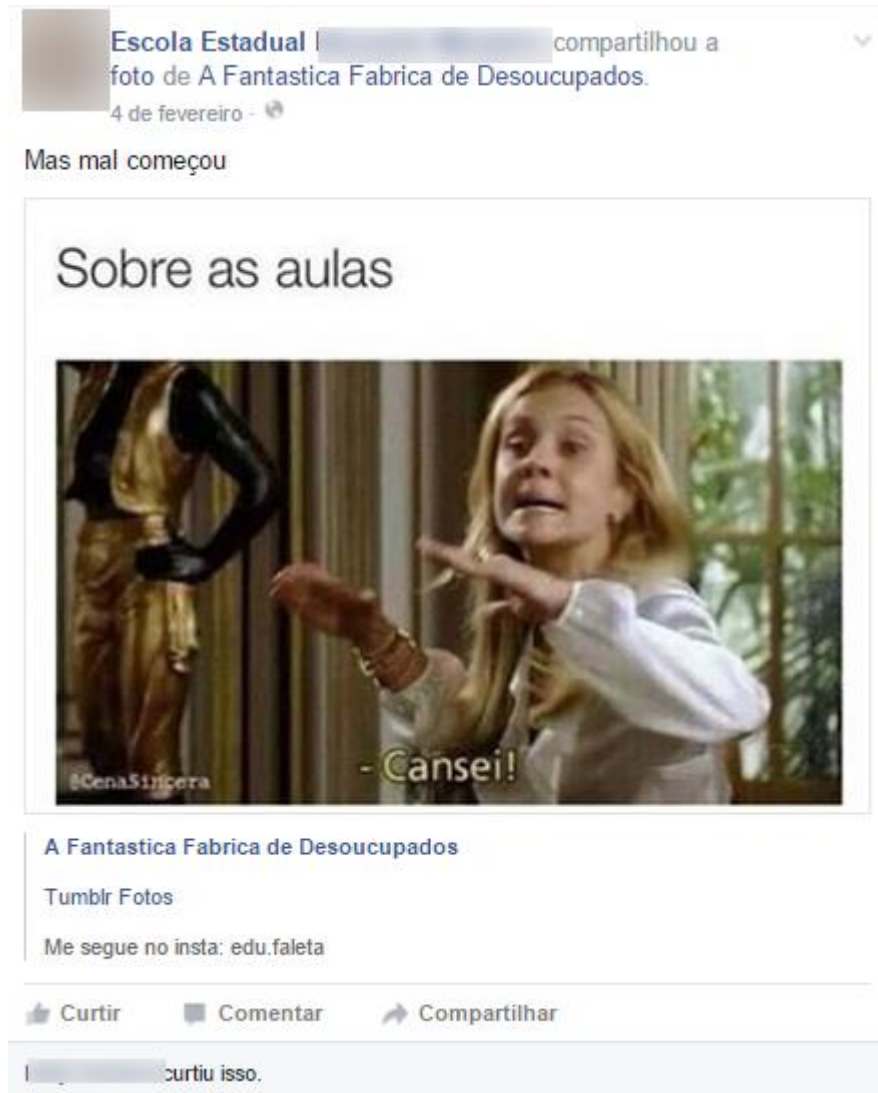 Escola Estadual compartilhou a
foto de A Fantastica Fabrica de Desoucupados.
4 de fevereiro ·
Mas mal começou
Sobre as aulas
- Cansei!
@CenaSincera
A Fantastica Fabrica de Desoucupados
Tumblr Fotos
Me segue no insta: edu.faleta
Curtir Comentar Compartilhar
curtiu isso.